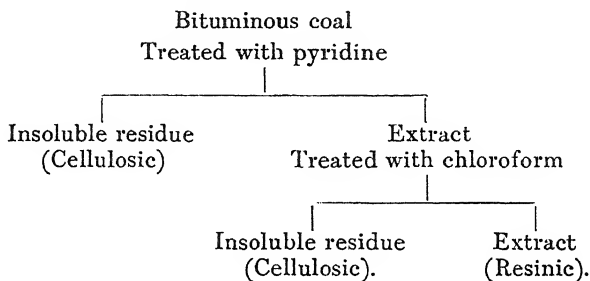 Bituminous coal
Treated with pyridine
Insoluble residue
(Cellulosic)
Extract
Treated with chloroform
Insoluble residue
(Cellulosic).
Extract
(Resinic).